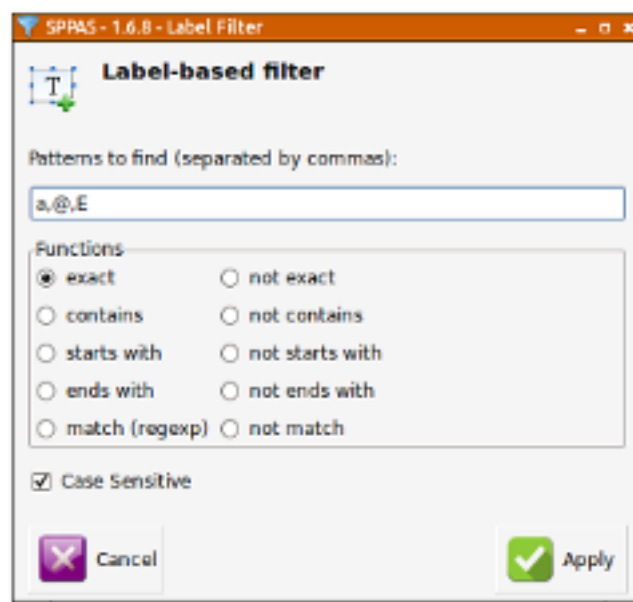 SPPAS - 1.6.8 - Label Filter
T
Label-based filter
Patterns to find (separated by commas):
a,@,E
Functions
exact
not exact
contains
not contains
starts with
not starts with
ends with
not ends with
match (regexp)
not match
Case Sensitive
Cancel
Apply